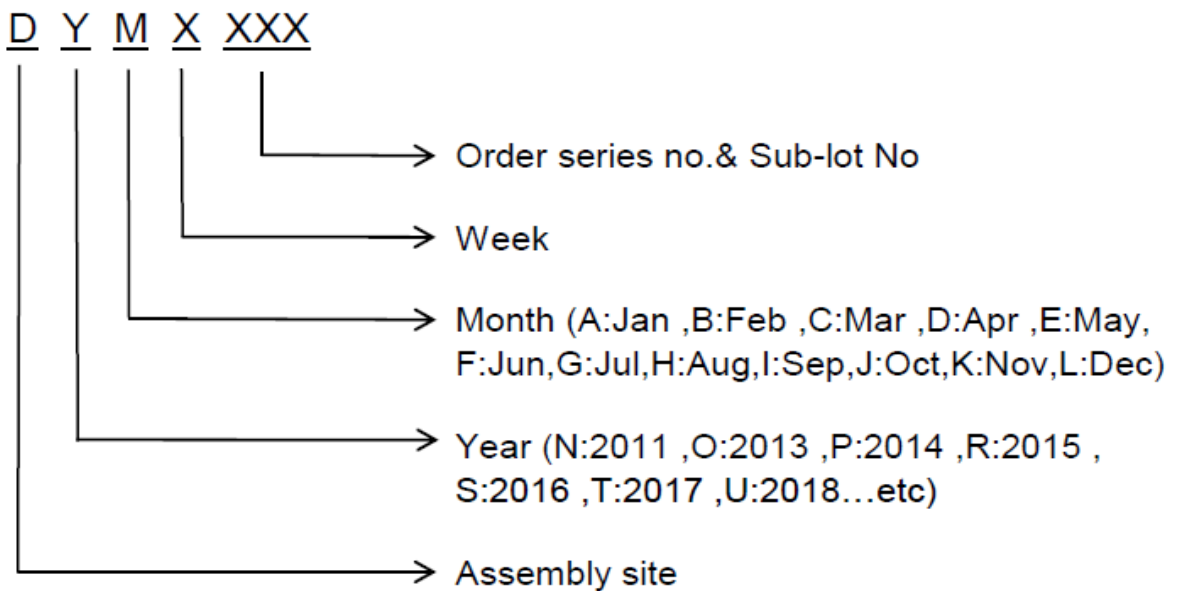 D Y M X XXX
Order series no.& Sub-lot No
Week
Month (A:Jan ,B:Feb ,C:Mar ,D:Apr ,E:May,
F:Jun,G:Jul,H:Aug,I:Sep,J:Oct,K:Nov,L:Dec)
Year (N:2011 ,O:2013 ,P:2014 ,R:2015 ,
S:2016 ,T:2017 ,U:2018...etc)
Assembly site